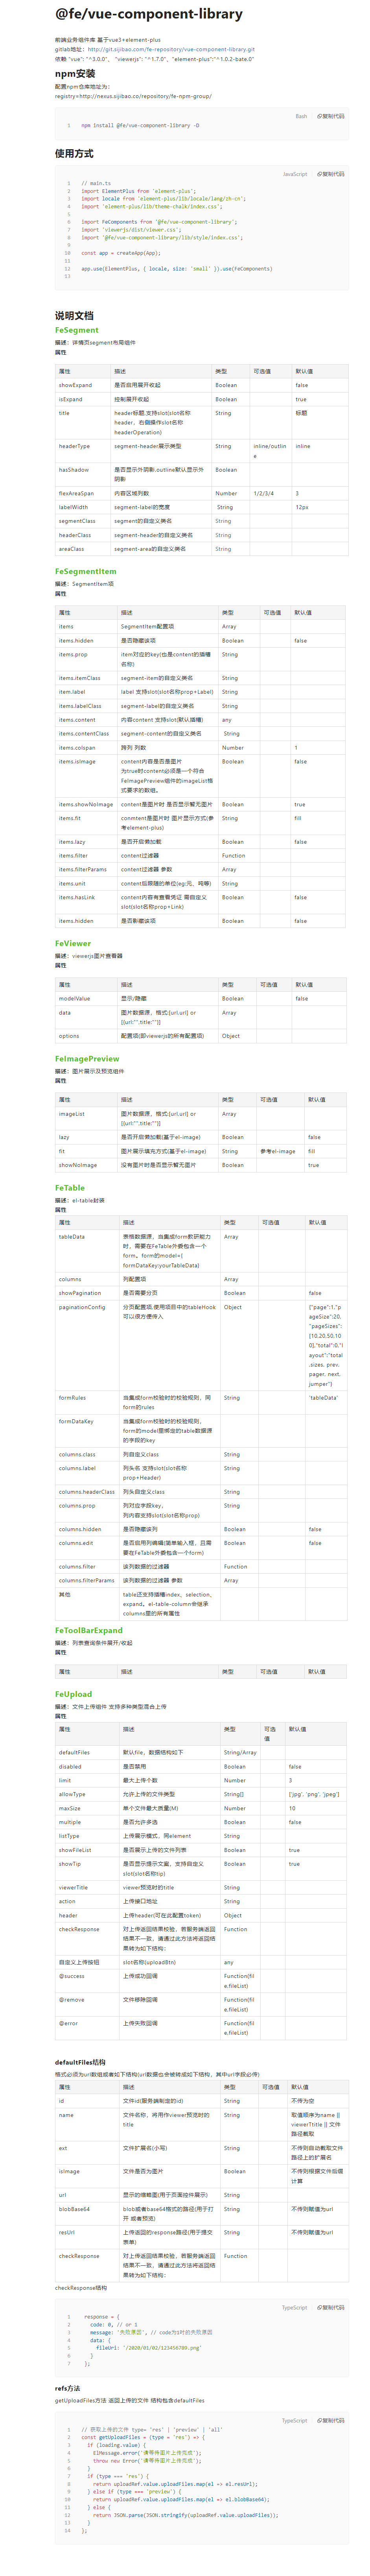 @fe/vue-component-library
前端业务组件库 基于vue3+element-plus
gitlab地址: http://git.sijibao.com/fe-repository/vue-component-library.git
依赖 "vue": "^3.0.0", "viewerjs": "^1.7.0", "element-plus":"^1.0.2-beta.0"
npm安装
配置npm仓库地址为:
registry=http://nexus.sijibao.co/repository/fe-npm-group/
Bash 复制代码
1 npm install @fe/vue-component-library -D
使用方式
JavaScript 复制代码
1 // main.ts
2 import ElementPlus from 'element-plus';
3 import locale from 'element-plus/lib/locale/lang/zh-cn';
4 import 'element-plus/lib/theme-chalk/index.css';
5
6 import FeComponents from '@fe/vue-component-library';
7 import 'viewerjs/dist/viewer.css';
8 import '@fe/vue-component-library/lib/style/index.css';
9
10 const app = createApp(App);
11
12 app.use(ElementPlus, { locale, size: 'small' }).use(FeComponents)
13
说明文档
FeSegment
描述: 详情页segment布局组件
属性
属性 描述 类型 可选值 默认值
showExpand 是否启用展开收起 Boolean false
isExpand 控制展开收起 Boolean true
title header标题,支持slot(slot名称 String 标题
header, 右侧操作slot名称
headerOperation)
headerType segment-header展示类型 String inline/outlin inline
e
hasShadow 是否显示外阴影.outline默认显示外 Boolean
阴影
flexAreaSpan 内容区域列数 Number 1/2/3/4 3
labelWidth segment-label的宽度 String 12px
segmentClass segment的自定义类名 String
headerClass segment-header的自定义类名 String
areaClass segment-area的自定义类名 String
FeSegmentItem
描述: SegmentItem项
属性
属性 描述 类型 可选值 默认值
items SegmentItem配置项 Array
items.hidden 是否隐藏该项 Boolean false
items.prop item对应的key(也是content的插槽 String
名称)
items.itemClass segment-item的自定义类名 String
item.label label 支持slot(slot名称prop+Label) String
items.labelClass segment-label的自定义类名 String
items.content 内容content 支持slot(默认插槽) any
items.contentClass segment-content的自定义类名 String
items.colspan 跨列 列数 Number 1
items.isImage content内容是否是图片 Boolean false
为true时content必须是一个符合
FeImagePreview组件的imageList格
式要求的数组。
items.showNoImage content是图片时 是否显示暂无图片 Boolean true
items.fit conmtent是图片时 图片显示方式(参 String fill
考element-plus)
items.lazy 是否开启懒加载 Boolean false
items.filter content过滤器 Function
items.filterParams content过滤器 参数 Array
items.unit content后跟随的单位(eg:元、吨等) String
items.hasLink content内容有查看凭证 需自定义 Boolean false
slot(slot名称prop+Link)
items.hidden 是否影藏该项 Boolean false
FeViewer
描述: viewerjs图片查看器
属性
属性 描述 类型 可选值 默认值
modelValue 显示/隐藏 Boolean false
data 图片数据源, 格式:[url,url] or Array
[{url:"",title:""}]
options 配置项(即viewerjs的所有配置项) Object
FeImagePreview
描述: 图片展示及预览组件
属性
属性 描述 类型 可选值 默认值
imageList 图片数据源, 格式:[url,url] or Array
[{url:"",title:""}]
lazy 是否开启懒加载(基于el-image) Boolean false
fit 图片展示填充方式(基于el-image) String 参考el-image fill
showNoImage 没有图片时是否显示暂无图片 Boolean true
FeTable
描述: el-table封装
属性
属性 描述 类型 可选值 默认值
tableData 表格数据源, 当集成form教研能力 Array
时, 需要在FeTable外嵌包含一个
form。form的model={
formDataKey:yourTableData}
columns 列配置项 Array
showPagination 是否需要分页 Boolean false
paginationConfig 分页配置项,使用项目中的tableHook Object {"page":1,"p
可以很方便传入 ageSize":20,
"pageSizes":
[10,20,50,10
0],"total":0,"l
ayout":"total
,sizes, prev,
pager, next,
jumper"}
formRules 当集成form校验时的校验规则, 同 String 'tableData'
form的rules
formDataKey 当集成form校验时的校验规则, String
form的model里绑定的table数据源
的字段的key
columns.class 列自定义class String
columns.label 列头名 支持slot(slot名称 String
prop+Header)
columns.headerClass 列头自定义class String
columns.prop 列对应字段key, String
列内容支持slot(slot名称prop)
columns.hidden 是否隐藏该列 Boolean false
columns.edit 是否启用列编辑(简单输入框, 且需 Boolean false
要在FeTable外嵌包含一个form)
columns.filter 该列数据的过滤器 Function
columns.filterParams 该列数据的过滤器 参数 Array
其他 table还支持插槽index、selection、
expand。el-table-column会继承
columns里的所有属性
FeToolBarExpand
描述: 列表查询条件展开/收起
属性
属性 描述 类型 可选值 默认值
FeUpload
描述: 文件上传组件 支持多种类型混合上传
属性
属性 描述 类型 可选 默认值
值
defaultFiles 默认file, 数据结构如下 String/Array
disabled 是否禁用 Boolean false
limit 最大上传个数 Number 3
allowType 允许上传的文件类型 String[] ['jpg', 'png', 'jpeg']
maxSize 单个文件最大质量(M) Number 10
multiple 是否允许多选 Boolean false
listType 上传展示模式, 同element String
showFileList 是否展示上传的文件列表 Boolean true
showTip 是否显示提示文案, 支持自定义 Boolean true
slot(slot名称tip)
viewerTitle viewer预览时的title String
action 上传接口地址 String
header 上传header(可在此配置token) Object
checkResponse 对上传返回结果校验, 若服务端返回 Function
结果不一致, 请通过此方法将返回结
果转为如下结构:
自定义上传按钮 slot名称(uploadBtn) any
@success 上传成功回调 Function(fil
e,fileList)
@remove 文件移除回调 Function(fil
e,fileList)
@error 上传失败回调 Function(fil
e,fileList)
defaultFiles结构
格式必须为url数组或者如下结构(url数据也会被转成如下结构, 其中url字段必传)
属性 描述 类型 可选值 默认值
id 文件id(服务端制定的id) String 不传为空
name 文件名称, 将用作viewer预览时的 String 取值顺序为name ||
title viewerTtitle || 文件
路径截取
ext 文件扩展名(小写) String 不传则自动截取文件
路径上的扩展名
isImage 文件是否为图片 Boolean 不传则根据文件后缀
计算
url 显示的缩略图(用于页面控件展示) String
blobBase64 blob或者base64格式的路径(用于打 String 不传则赋值为url
开 或者预览)
resUrl 上传返回的response路径(用于提交 String 不传则赋值为url
表单)
checkResponse 对上传返回结果校验, 若服务端返回 Function
结果不一致, 请通过此方法将返回结
果转为如下结构:
checkResponse结构
TypeScript 复制代码
1 response = {
2 code: 0, // or 1
3 message: '失败原因', // code为1时的失败原因
4 data: {
5 fileUrl: '/2020/01/02/123456789.png'
6 }
7 };
refs方法
getUploadFiles方法 返回上传的文件 结构包含defaultFiles
TypeScript 复制代码
1 // 获取上传的文件 type= 'res' | 'preview' | 'all'
2 const getUploadFiles = (type = 'res') => {
3 if (loading.value) {
4 ElMessage.error('请等待图片上传完成');
5 throw new Error('请等待图片上传完成');
6 }
7 if (type === 'res') {
8 return uploadRef.value.uploadFiles.map(el => el.resUrl);
9 } else if (type === 'preview') {
10 return uploadRef.value.uploadFiles.map(el => el.blobBase64);
11 } else {
12 return JSON.parse(JSON.stringify(uploadRef.value.uploadFiles));
13 }
14 };